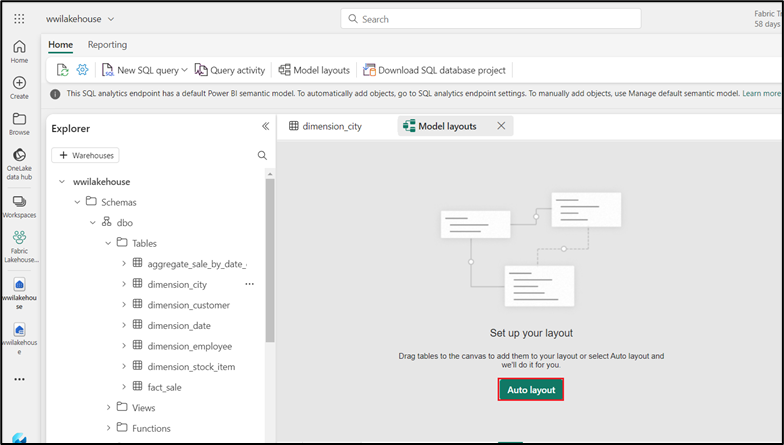 wwilakehouse
Search
Fabric Tr
58 days
Home
Home Reporting
New SQL query Query activity Model layouts Download SQL database project
This SQL analytics endpoint has a default Power BI semantic model. To automatically add objects, go to SQL analytics endpoint settings. To manually add objects, use Manage default semantic model. Learn more
Create
Browse
OneLake
data hub
Workspaces
Fabric
Lakehouse...
wwilakehou
se
wwilakehous
e
Explorer
+ Warehouses
wwilakehouse
Schemas
dbo
Tables
aggregate_sale_by_date_
dimension_city ...
dimension_customer
dimension_date
dimension_employee
dimension_stock_item
fact_sale
Views
Functions
dimension_city
Model layouts
Set up your layout
Drag tables to the canvas to add them to your layout or select Auto layout and
we'll do it for you.
Auto layout